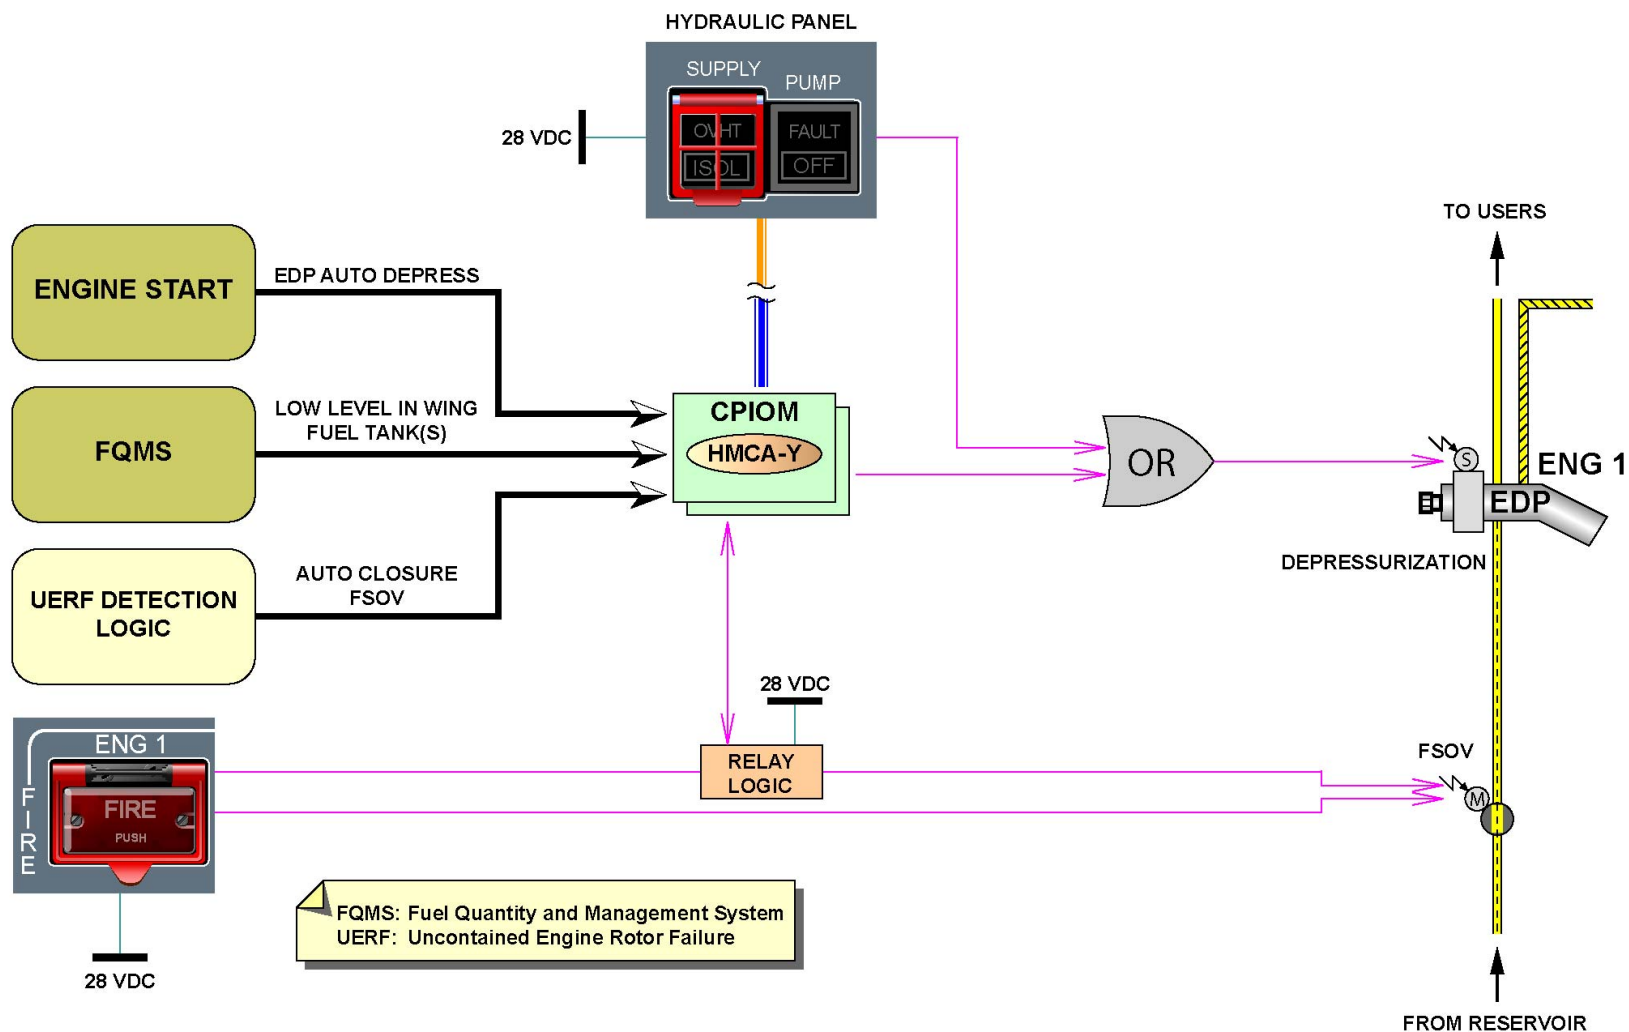 HYDRAULIC PANEL
SUPPLY
PUMP
OVHT
ISOL
FAULT
OFF
28 VDC
TO USERS
ENGINE START
EDP AUTO DEPRESS
FQMS
LOW LEVEL IN WING
FUEL TANK(S)
CPIOM
HMCA-Y
OR
S
ENG 1
EDP
DEPRESSURIZATION
UERF DETECTION
LOGIC
AUTO CLOSURE
FSOV
28 VDC
RELAY
LOGIC
FSOV
M
FIRE
ENG 1
FIRE
PUSH
28 VDC
FQMS: Fuel Quantity and Management System
UERF: Uncontained Engine Rotor Failure
FROM RESERVOIR